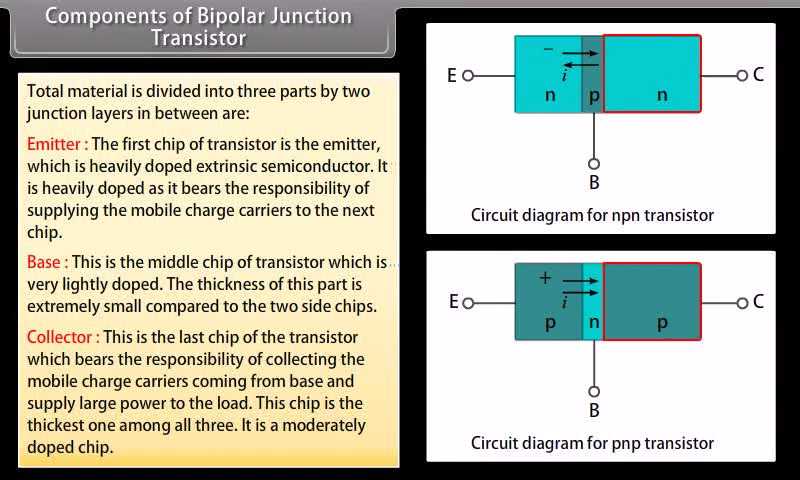 Components of Bipolar Junction
Transistor
Total material is divided into three parts by two
junction layers in between are:
Emitter : The first chip of transistor is the emitter,
which is heavily doped extrinsic semiconductor. It
is heavily doped as it bears the responsibility of
supplying the mobile charge carriers to the next
chip.
Base : This is the middle chip of transistor which is
very lightly doped. The thickness of this part is
extremely small compared to the two side chips.
Collector : This is the last chip of the transistor
which bears the responsibility of collecting the
mobile charge carriers coming from base and
supply large power to the load. This chip is the
thickest one among all three. It is a moderately
doped chip.
−
E i C
n p n
B
Circuit diagram for npn transistor
+
E i C
p n p
B
Circuit diagram for pnp transistor